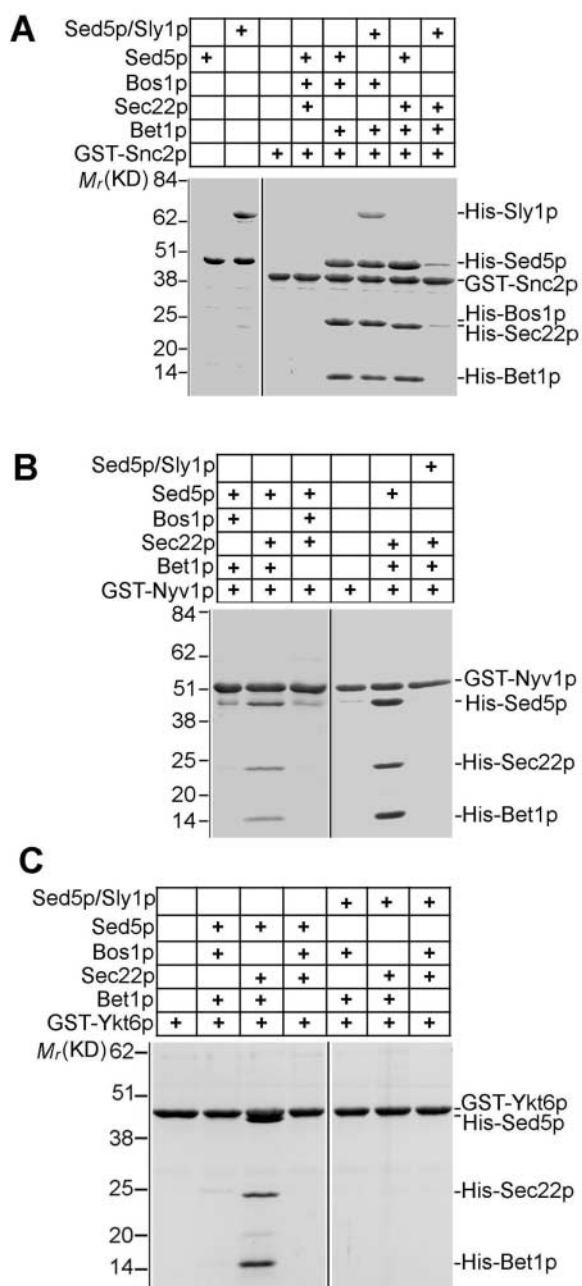 A
Sed5p/Sly1p +
Sed5p + + + +
Bos1p + + +
Sec22p + + +
Bet1p + + + +
GST-Snc2p + + + + + +
Mr(KD) 84
62 -His-Sly1p
51 -His-Sed5p
38 -GST-Snc2p
25 -His-Bos1p
-His-Sec22p
20
14 -His-Bet1p
B
Sed5p/Sly1p +
Sed5p + + + +
Bos1p + +
Sec22p + + + +
Bet1p + + + +
GST-Nyv1p + + + + + +
84
62
51 -GST-Nyv1p
-His-Sed5p
38
25 -His-Sec22p
20
14 -His-Bet1p
C
Sed5p/Sly1p + + +
Sed5p + + +
Bos1p + + + +
Sec22p + + + +
Bet1p + + + +
GST-Ykt6p + + + + + + +
Mr(KD) 62
51 -GST-Ykt6p
-His-Sed5p
38
25 -His-Sec22p
20
14 -His-Bet1p